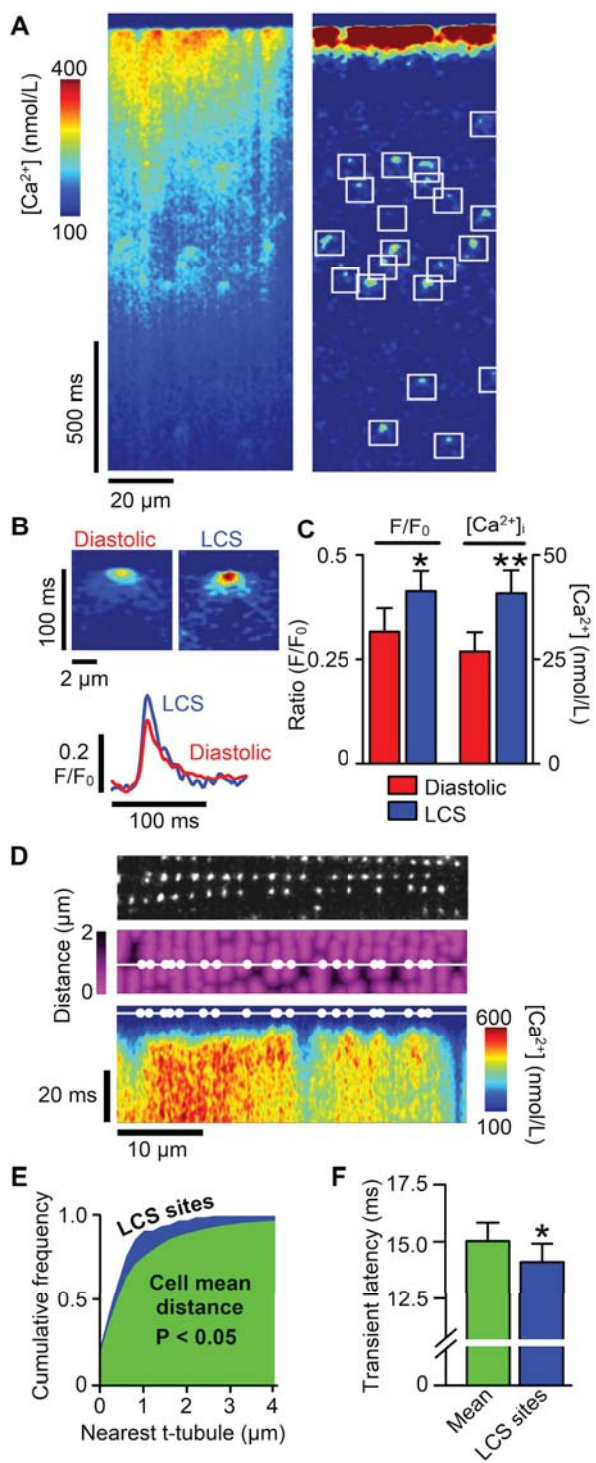 A
400
[Ca²⁺] (nmol/L)
100
500 ms
20 µm
B
Diastolic
LCS
100 ms
2 µm
LCS
0.2
F/F₀
Diastolic
100 ms
C
F/F₀
[Ca²⁺]ᵢ
0.5
0.25
0
Ratio (F/F₀)
*
**
50
25
0
[Ca²⁺]
(nmol/L)
Diastolic
LCS
D
2
0
Distance (µm)
20 ms
10 µm
600
100
[Ca²⁺]
(nmol/L)
E
1.0
0.5
0
Cumulative frequency
LCS sites
Cell mean
distance
P < 0.05
0 1 2 3 4
Nearest t-tubule (µm)
F
17.5
15.0
12.5
0
Transient latency (ms)
*
Mean
LCS sites